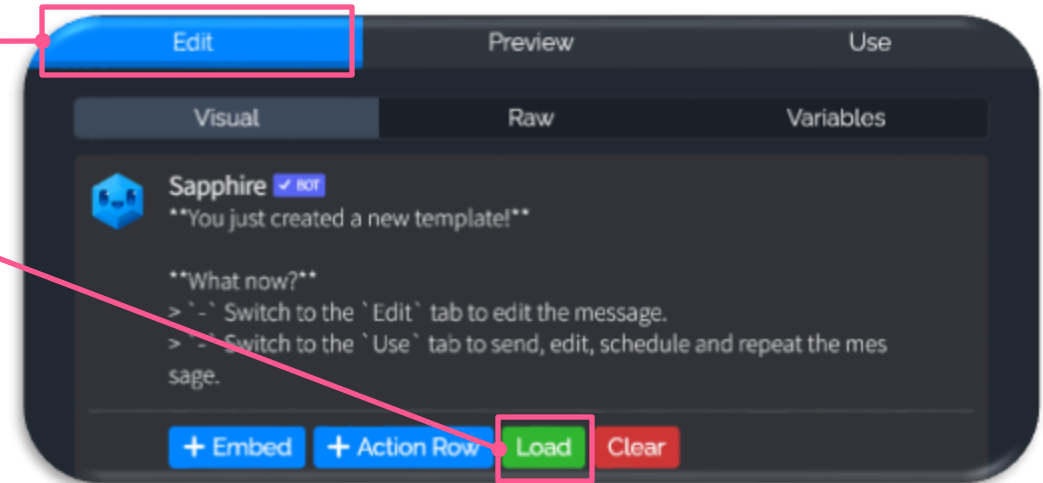 Edit Preview Use
Visual Raw Variables
Sapphire ✓ BOT
**You just created a new template!**
**What now?**
> `-` Switch to the `Edit` tab to edit the message.
> `-` Switch to the `Use` tab to send, edit, schedule and repeat the mes
sage.
+ Embed + Action Row Load Clear